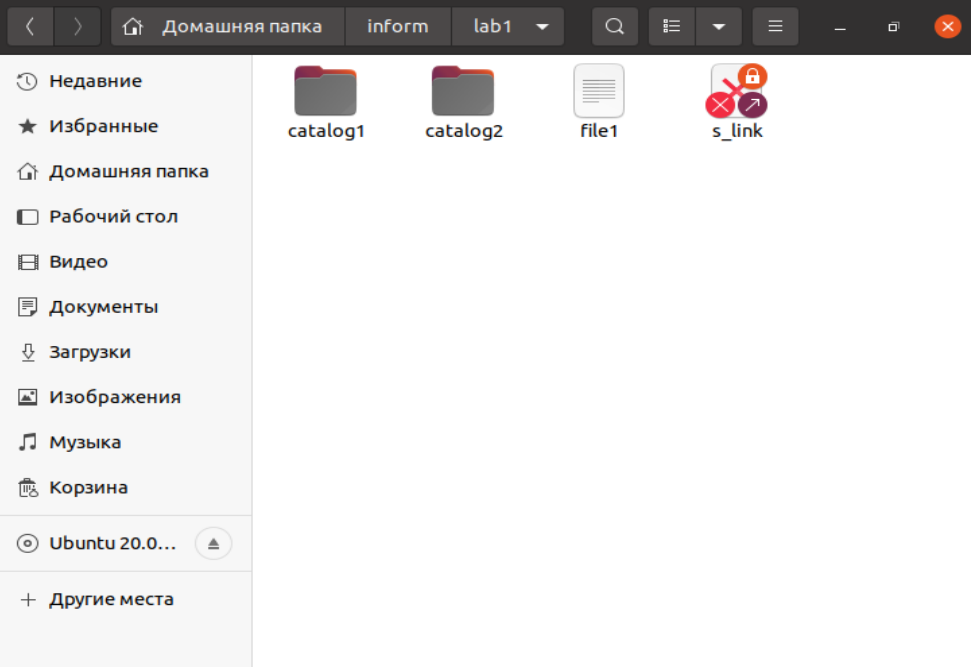 Домашняя папка inform lab1
Недавние
Избранные
Домашняя папка
Рабочий стол
Видео
Документы
Загрузки
Изображения
Музыка
Корзина
Ubuntu 20.0...
Другие места
catalog1 catalog2 file1 s_link